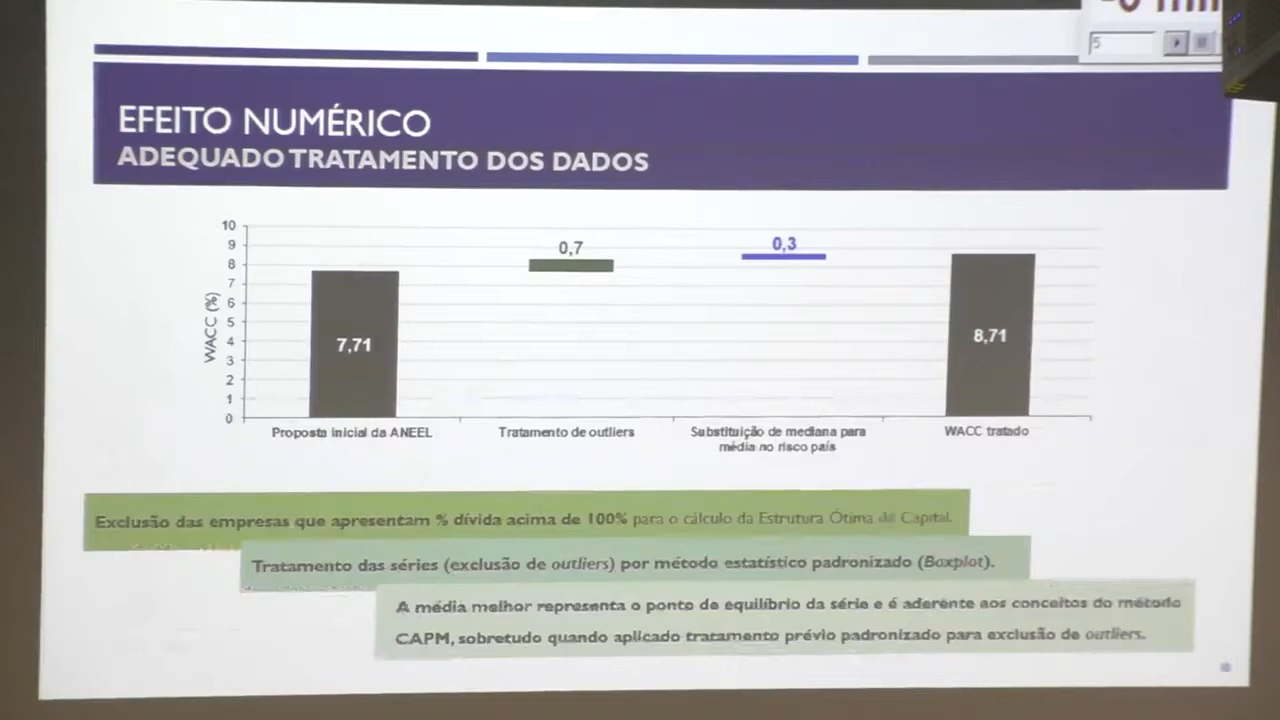 5
EFEITO NUMÉRICO
ADEQUADO TRATAMENTO DOS DADOS
10
9
8
7
6
5
4
3
2
1
0
WACC (%)
7,71
0,7
0,3
8,71
Proposta inicial da ANEEL
Tratamento de outliers
Substituição de mediana para
média no risco país
WACC tratado
Exclusão das empresas que apresentam % dívida acima de 100% para o cálculo da Estrutura Ótima de Capital.
Tratamento das séries (exclusão de outliers) por método estatístico padronizado (Boxplot).
A média melhor representa o ponto de equilíbrio da série e é aderente aos conceitos do método
CAPM, sobretudo quando aplicado tratamento prévio padronizado para exclusão de outliers.